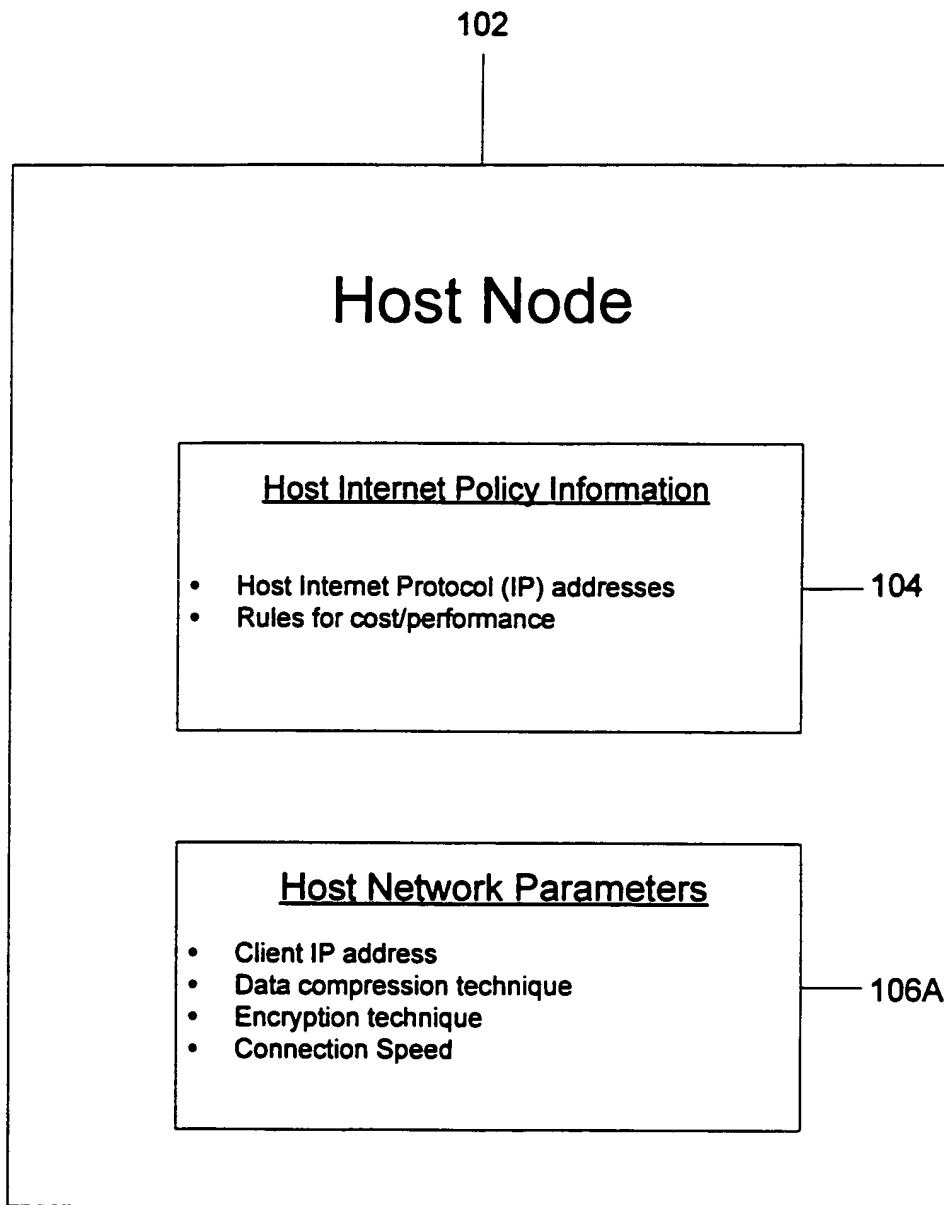 102
Host Node
Host Internet Policy Information
• Host Internet Protocol (IP) addresses
• Rules for cost/performance
104
Host Network Parameters
• Client IP address
• Data compression technique
• Encryption technique
• Connection Speed
106A